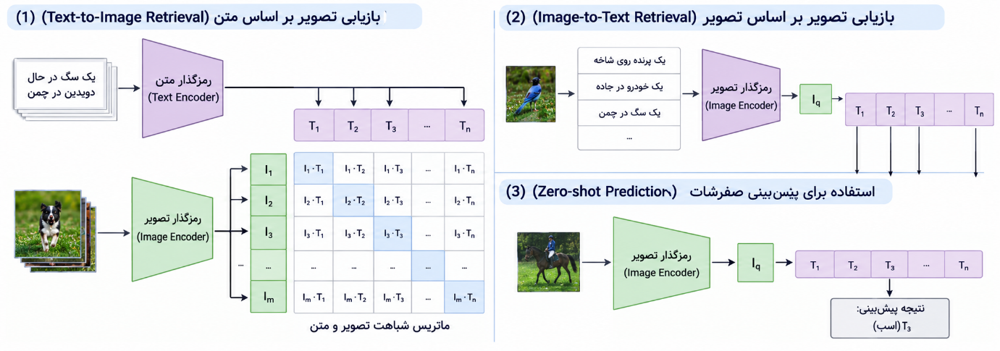 (1) (Text-to-Image Retrieval) بازیابی تصویر بر اساس متن
یک سگ در حال
دویدین در چمن
رمزگذار متن
(Text Encoder)
T₁ T₂ T₃ ... Tₙ
رمزگذار تصویر
(Image Encoder)
I₁
I₂
I₃
...
...
Iₘ
I₁·T₁ I₁·T₂ I₁·T₃ ... I₁·Tₙ
I₂·T₁ I₂·T₂ I₂·T₃ ... I₂·Tₙ
I₃·T₁ I₃·T₂ I₃·T₃ ... I₃·Tₙ
... ... ... ...
Iₘ·T₁ Iₘ·T₂ Iₘ·T₃ ... Iₘ·Tₙ
ماتریس شباهت تصویر و متن
(2) (Image-to-Text Retrieval) بازیابی تصویر بر اساس تصویر
یک پرنده روی شاخه
یک خودرو در جاده
یک سگ در چمن
...
رمزگذار تصویر
(Image Encoder)
I_q
T₁ T₂ T₃ ... Tₙ
(3) (Zero-shot Prediction) استفاده برای صفرشات
رمزگذار تصویر
(Image Encoder)
I_q
T₁ T₂ T₃ ... Tₙ
نتیجه پیش‌بینی:
T₃ (اسب)